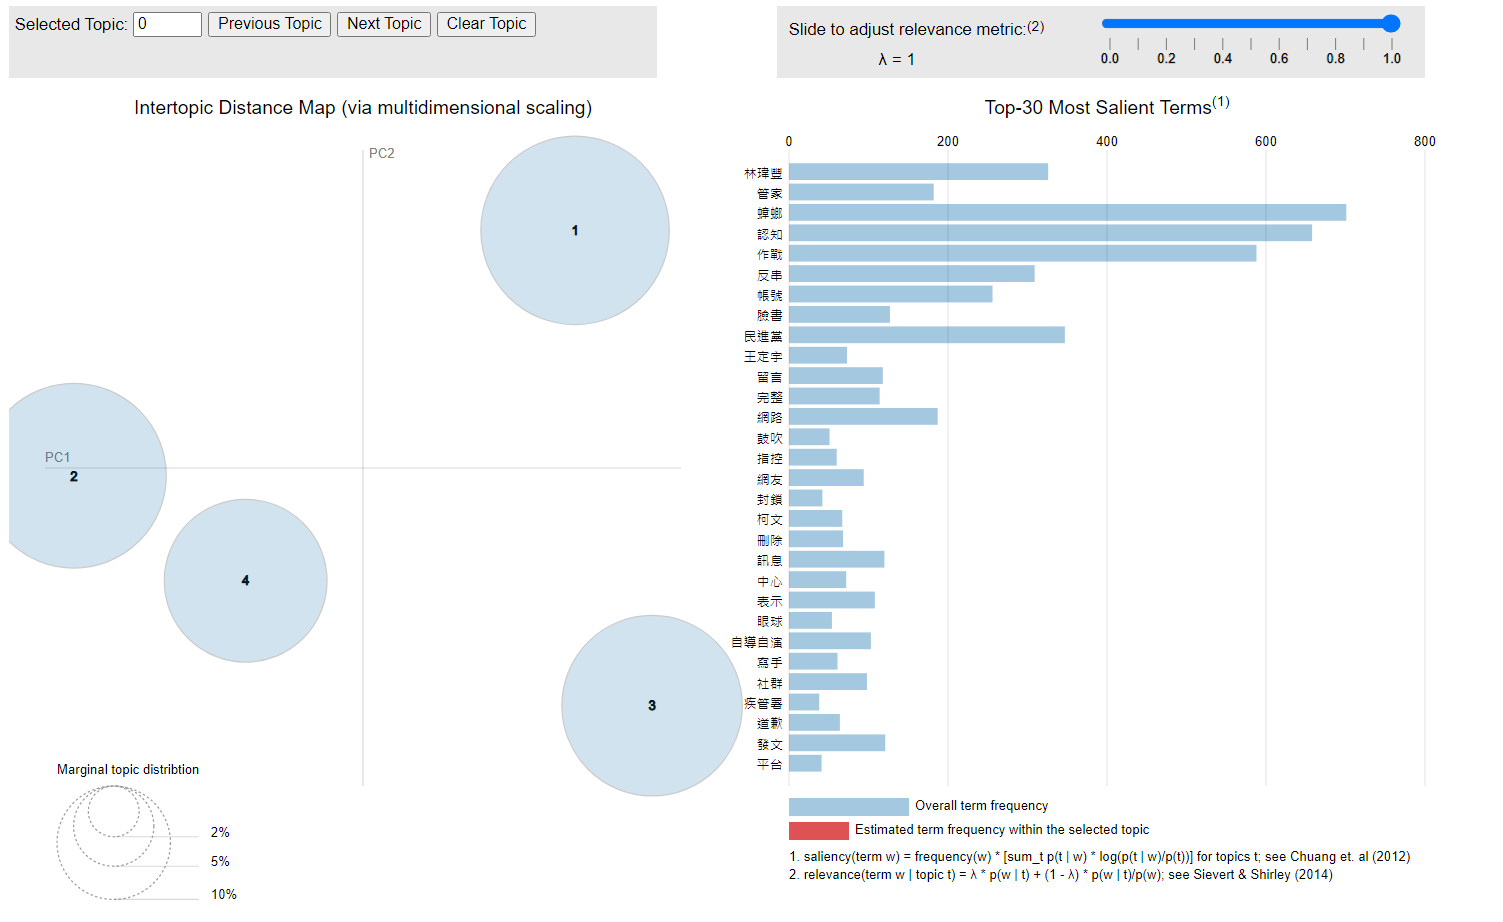 Selected Topic: 0 Previous Topic Next Topic Clear Topic
Slide to adjust relevance metric:(2)
λ = 1
0.0 0.2 0.4 0.6 0.8 1.0
Intertopic Distance Map (via multidimensional scaling)
PC2
PC1
1
2
4
3
Marginal topic distribtion
2%
5%
10%
Top-30 Most Salient Terms(1)
0 200 400 600 800
林瑋豐
管家
蟑螂
認知
作戰
反串
帳號
臉書
民進黨
王定宇
留言
完整
網路
鼓吹
指控
網友
封鎖
柯文
刪除
訊息
中心
表示
眼球
自導自演
寫手
社群
疾管署
道歉
發文
平台
Overall term frequency
Estimated term frequency within the selected topic
1. saliency(term w) = frequency(w) * [sum_t p(t | w) * log(p(t | w)/p(t))] for topics t; see Chuang et. al (2012)
2. relevance(term w | topic t) = λ * p(w | t) + (1 - λ) * p(w | t)/p(w); see Sievert & Shirley (2014)